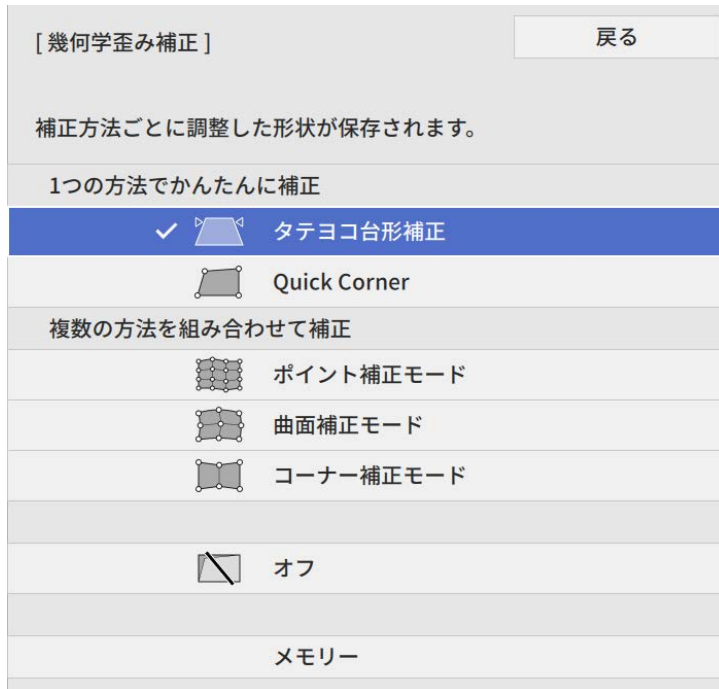 [ 幾何学歪み補正 ]
戻る
補正方法ごとに調整した形状が保存されます。
1つの方法でかんたんに補正
タテヨコ台形補正
Quick Corner
複数の方法を組み合わせて補正
ポイント補正モード
曲面補正モード
コーナー補正モード
オフ
メモリー